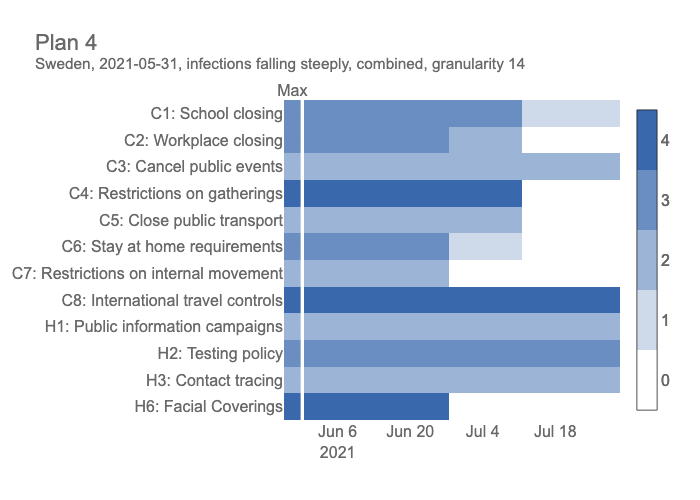 Plan 4
Sweden, 2021-05-31, infections falling steeply, combined, granularity 14
Max
C1: School closing
C2: Workplace closing
C3: Cancel public events
C4: Restrictions on gatherings
C5: Close public transport
C6: Stay at home requirements
C7: Restrictions on internal movement
C8: International travel controls
H1: Public information campaigns
H2: Testing policy
H3: Contact tracing
H6: Facial Coverings
4
3
2
1
0
Jun 6 Jun 20 Jul 4 Jul 18
2021